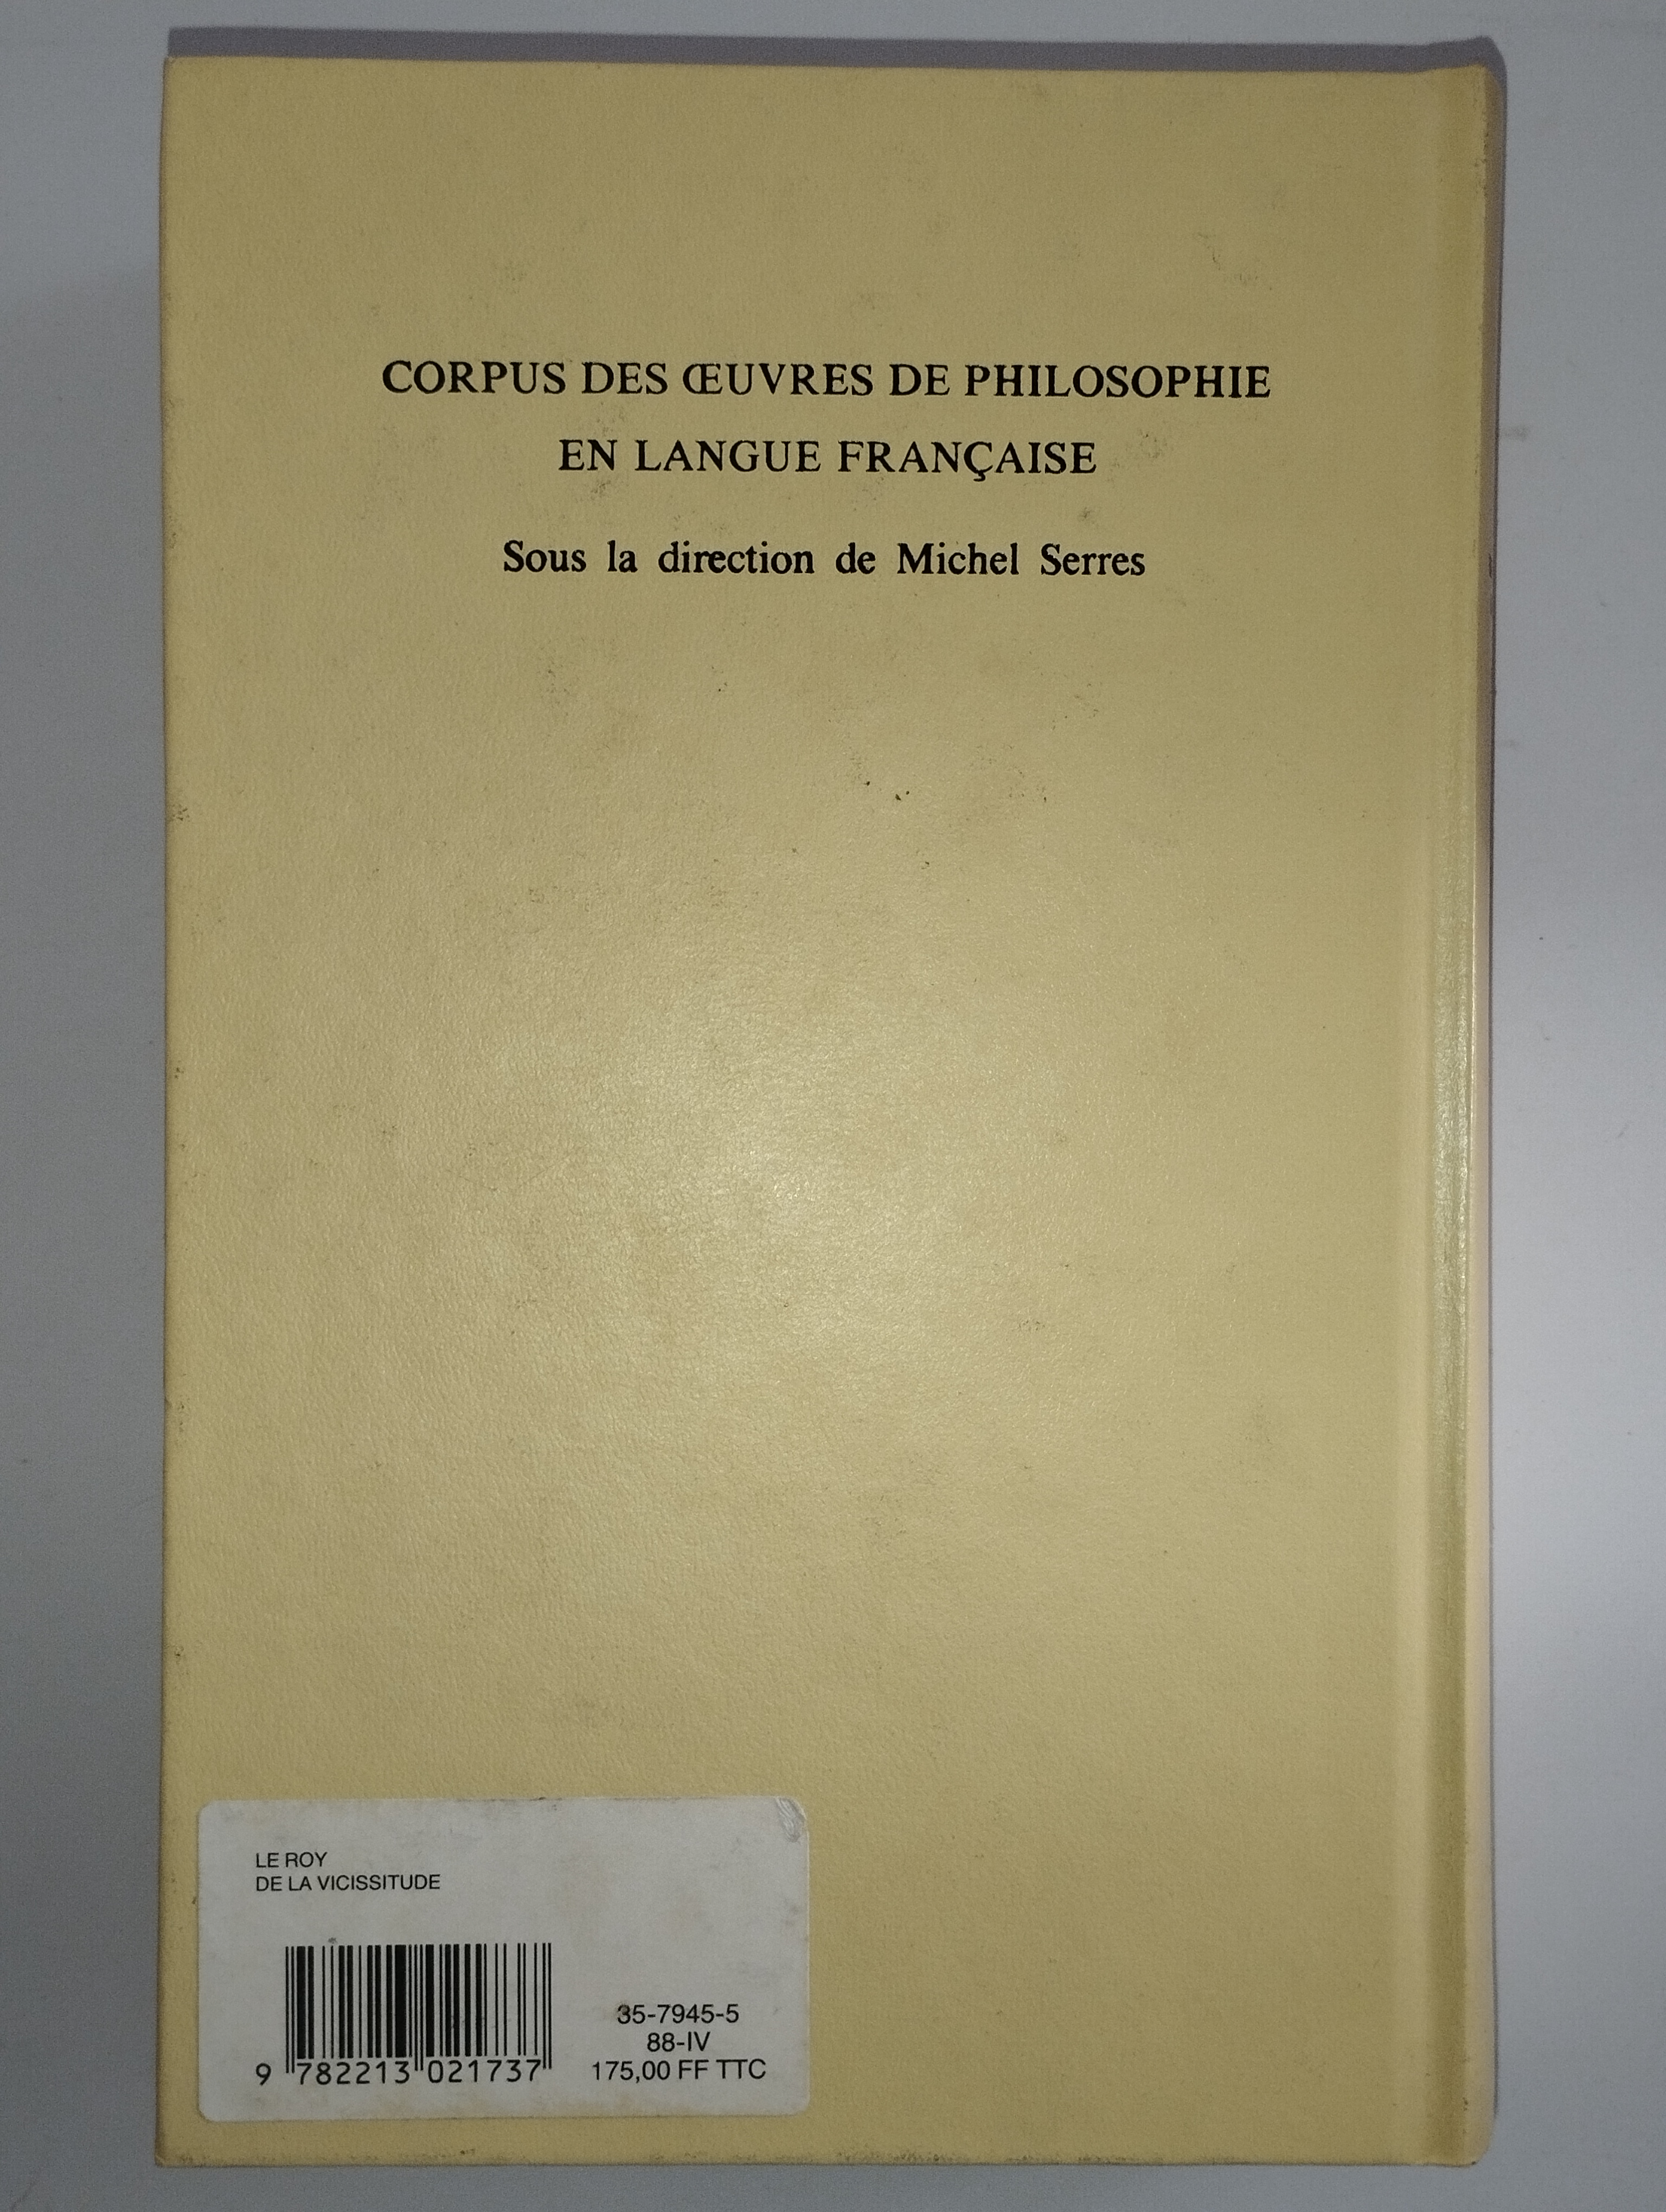 CORPUS DES ŒUVRES DE PHILOSOPHIE
EN LANGUE FRANÇAISE
Sous la direction de Michel Serres
LE ROY
DE LA VICISSITUDE
9 782213 021737
35-7945-5
88-IV
175,00 FF TTC